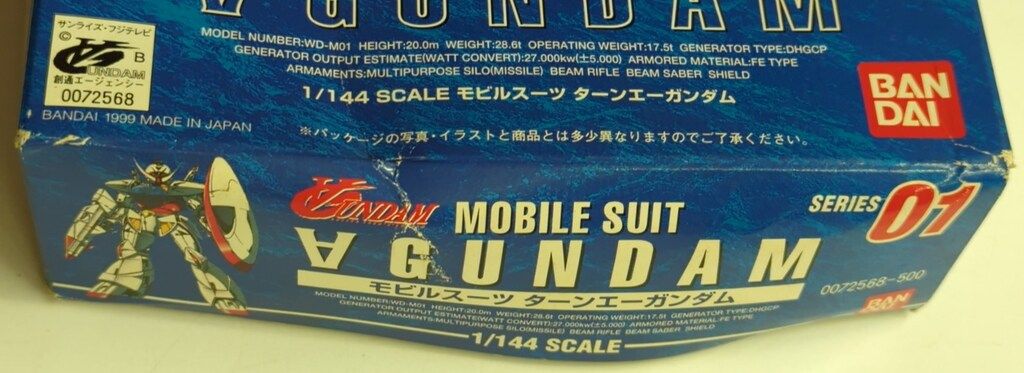 ∀ GUNDAM
サンライズ・フジテレビ
© GUNDAM B
創通エージェンシー
0072568
MODEL NUMBER:WD-M01 HEIGHT:20.0m WEIGHT:28.6t OPERATING WEIGHT:17.5t GENERATOR TYPE:DHGCP
GENERATOR OUTPUT ESTIMATE(WATT CONVERT):27.000kw(±5.000) ARMORED MATERIAL:FE TYPE
ARMAMENTS:MULTIPURPOSE SILO(MISSILE) BEAM RIFLE BEAM SABER SHIELD
1/144 SCALE モビルスーツ ターンエーガンダム
BAN
DAI
BANDAI 1999 MADE IN JAPAN
※パッケージの写真・イラストと商品とは多少異なりますのでご了承ください。
∀GUNDAM
MOBILE SUIT
SERIES 01
∀ GUNDAM
モビルスーツ ターンエーガンダム
0072568-500
MODEL NUMBER:WD-M01 HEIGHT:20.0m WEIGHT:28.6t OPERATING WEIGHT:17.5t GENERATOR TYPE:DHGCP
GENERATOR OUTPUT ESTIMATE(WATT CONVERT):27.000kw(±5.000) ARMORED MATERIAL:FE TYPE
ARMAMENTS:MULTIPURPOSE SILO(MISSILE) BEAM RIFLE BEAM SABER SHIELD
BAN
1/144 SCALE